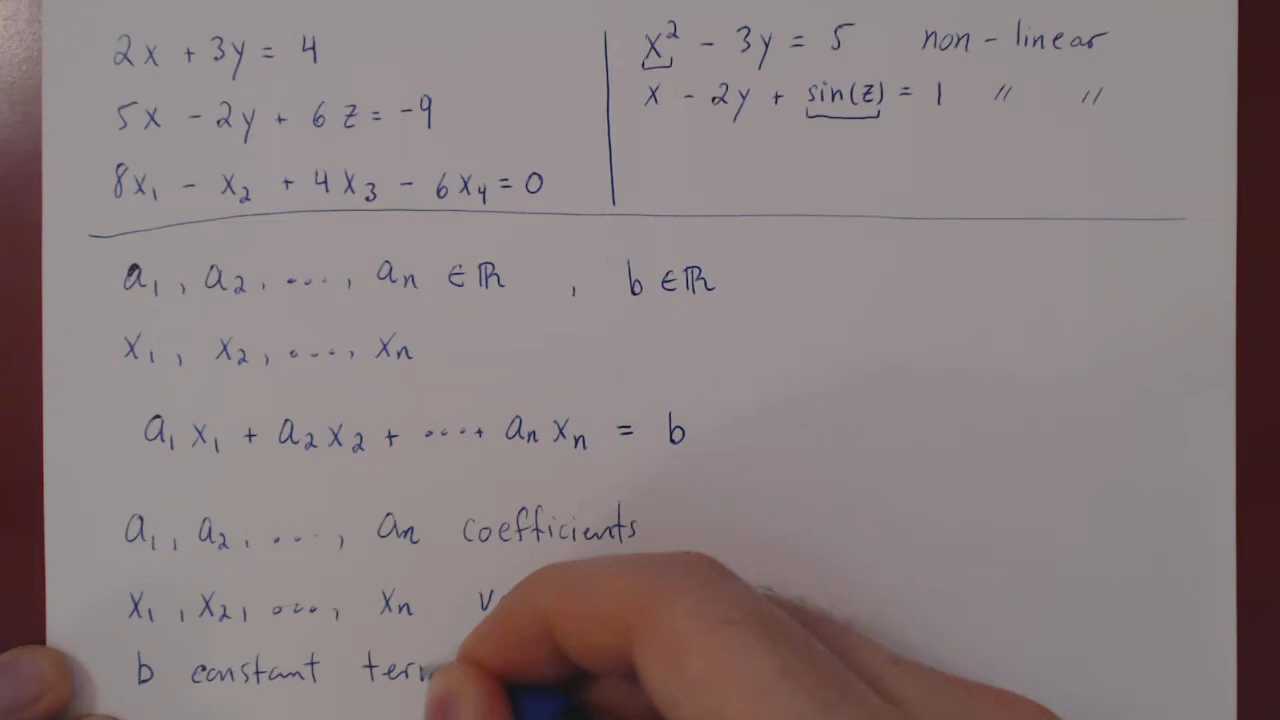 2x + 3y = 4
5x - 2y + 6z = -9
8x₁ - x₂ + 4x₃ - 6x₄ = 0
x² - 3y = 5 non-linear
x - 2y + sin(z) = 1 〃 〃
a₁, a₂, ...., aₙ ∈ ℝ , b ∈ ℝ
x₁, x₂, ...., xₙ
a₁x₁ + a₂x₂ + ....+ aₙxₙ = b
a₁, a₂, ...., aₙ coefficients
x₁, x₂, ...., xₙ
b constant